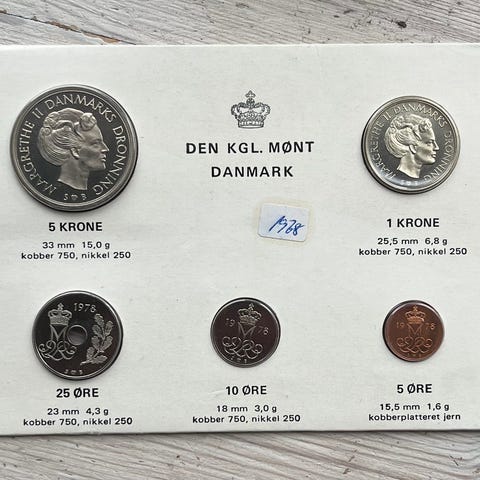 MARGRETHE II DANMARKS DRONNING
S B
5 KRONE
33 mm 15,0 g
kobber 750, nikkel 250
DEN KGL. MØNT
DANMARK
MARGRETHE II DANMARKS DRONNING
S B
1 KRONE
25,5 mm 6,8 g
kobber 750, nikkel 250
1978
25 ØRE
23 mm 4,3 g
kobber 750, nikkel 250
1978
S B
10 ØRE
18 mm 3,0 g
kobber 750, nikkel 250
1978
5 ØRE
15,5 mm 1,6 g
kobberplatteret jern